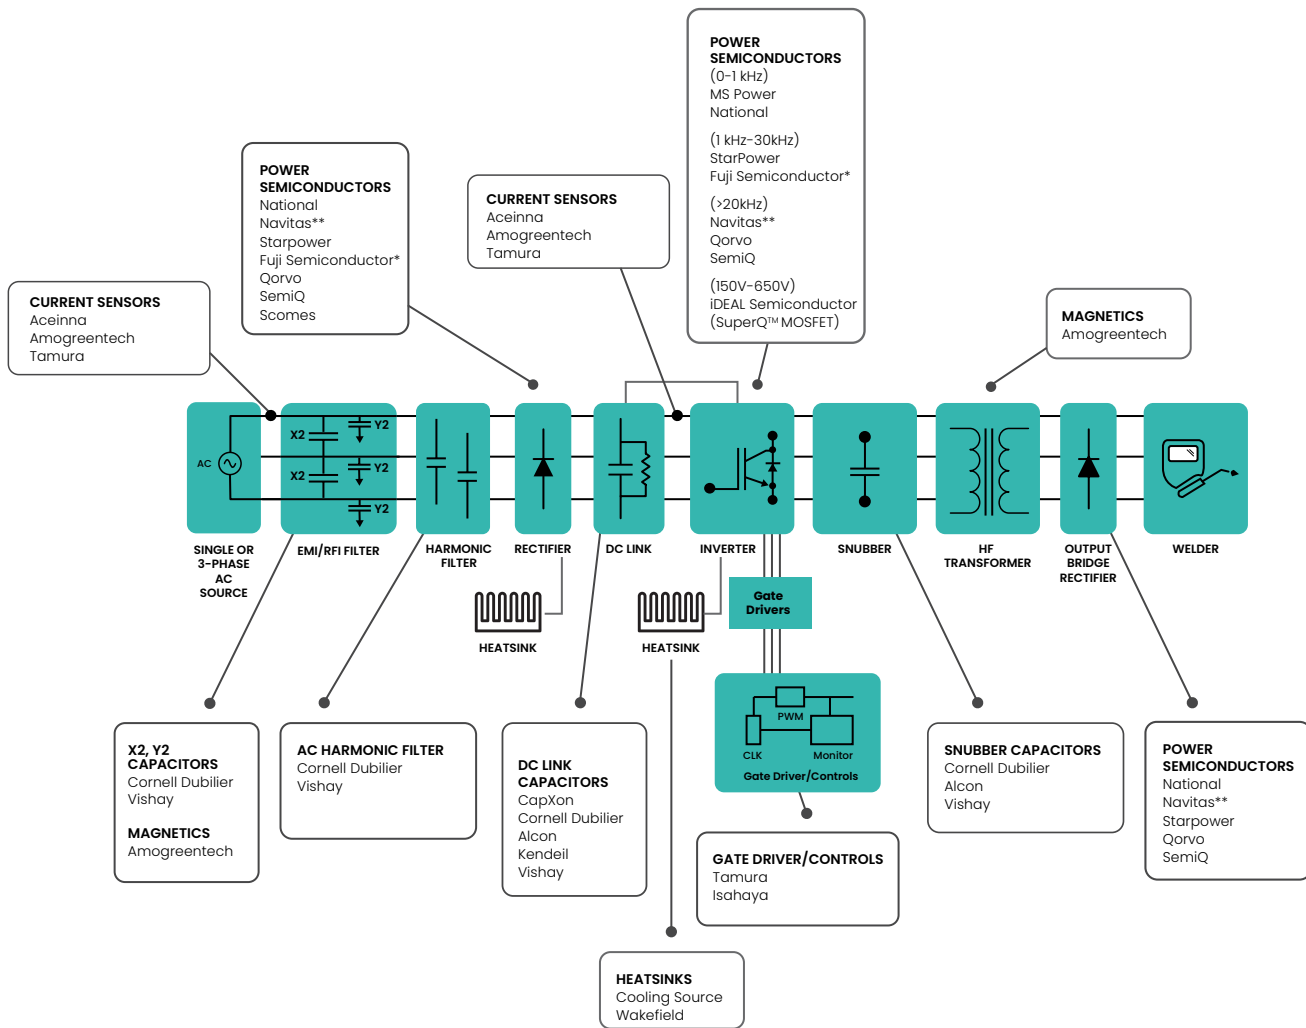 POWER
SEMICONDUCTORS
(0-1 kHz)
MS Power
National
(1 kHz-30kHz)
StarPower
Fuji Semiconductor*
(>20kHz)
Navitas**
Qorvo
SemiQ
(150V-650V)
iDEAL Semiconductor
(SuperQ™ MOSFET)
POWER
SEMICONDUCTORS
National
Navitas**
Starpower
Fuji Semiconductor*
Qorvo
SemiQ
Scomes
CURRENT SENSORS
Aceinna
Amogreentech
Tamura
CURRENT SENSORS
Aceinna
Amogreentech
Tamura
MAGNETICS
Amogreentech
AC
X2
X2
Y2
Y2
Y2
SINGLE OR
3-PHASE
AC
SOURCE
EMI/RFI FILTER
HARMONIC
FILTER
RECTIFIER
DC LINK
INVERTER
SNUBBER
HF
TRANSFORMER
OUTPUT
BRIDGE
RECTIFIER
WELDER
HEATSINK
HEATSINK
Gate
Drivers
PWM
CLK
Monitor
Gate Driver/Controls
X2, Y2
CAPACITORS
Cornell Dubilier
Vishay
MAGNETICS
Amogreentech
AC HARMONIC FILTER
Cornell Dubilier
Vishay
DC LINK
CAPACITORS
CapXon
Cornell Dubilier
Alcon
Kendeil
Vishay
GATE DRIVER/CONTROLS
Tamura
Isahaya
SNUBBER CAPACITORS
Cornell Dubilier
Alcon
Vishay
POWER
SEMICONDUCTORS
National
Navitas**
Starpower
Qorvo
SemiQ
HEATSINKS
Cooling Source
Wakefield